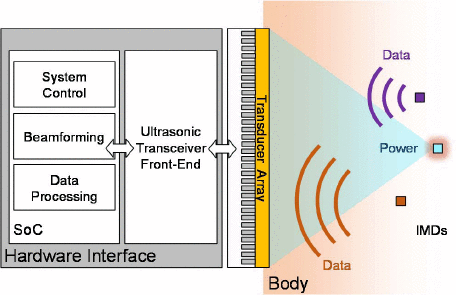 System
Control
Beamforming
Data
Processing
SoC
Ultrasonic
Transceiver
Front-End
Hardware Interface
Transducer Array
Data
Power
IMDs
Data
Body